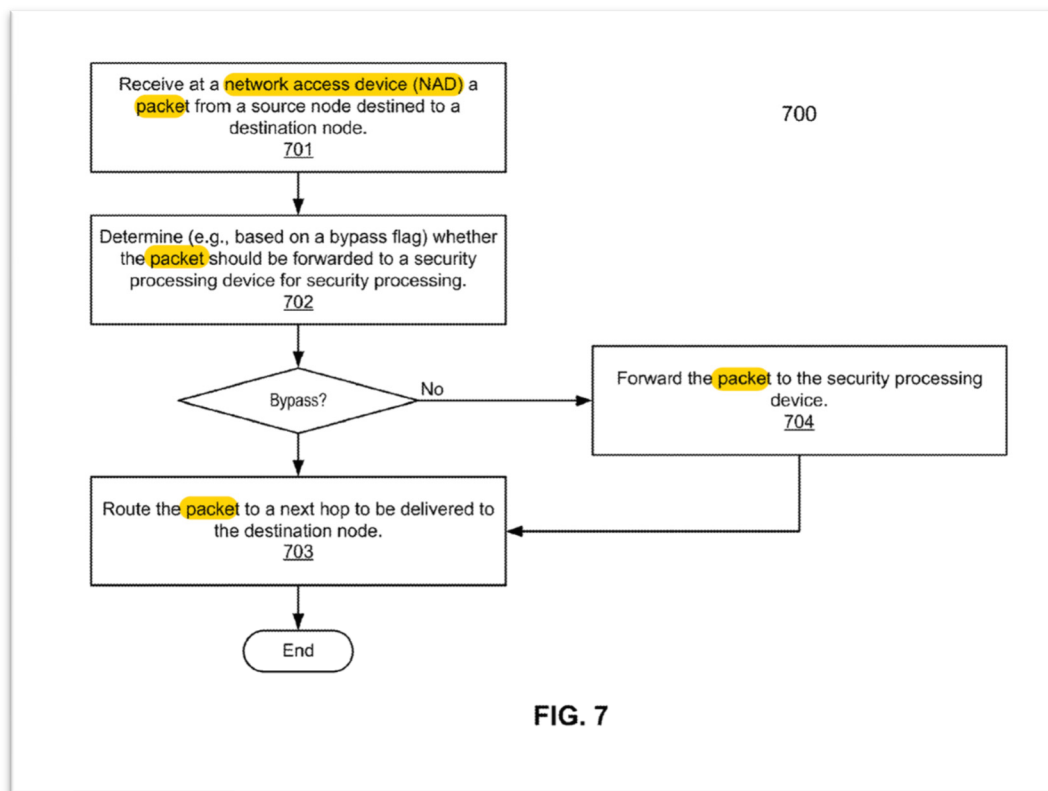 Receive at a network access device (NAD) a
packet from a source node destined to a
destination node.
701
700
Determine (e.g., based on a bypass flag) whether
the packet should be forwarded to a security
processing device for security processing.
702
Bypass?
No
Forward the packet to the security processing
device.
704
Route the packet to a next hop to be delivered to
the destination node.
703
End
FIG. 7